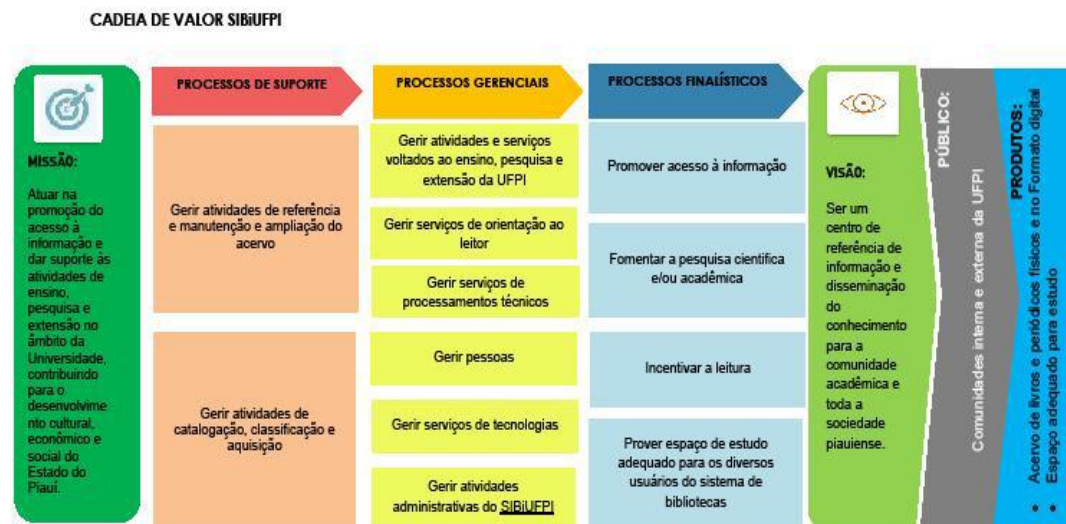 CADEIA DE VALOR SIBiUFPI
MISSÃO:
Atuar na
promoção do
acesso à
informação e
dar suporte às
atividades de
ensino,
pesquisa e
extensão no
âmbito da
Universidade,
contribuindo
para o
desenvolvime
nto cultural,
econômico e
social do
Estado do
Piauí.
PROCESSOS DE SUPORTE
Gerir atividades de referência
e manutenção e ampliação do
acervo
Gerir atividades de
catalogação, classificação e
aquisição
PROCESSOS GERENCIAIS
Gerir atividades e serviços
voltados ao ensino, pesquisa e
extensão da UFPI
Gerir serviços de orientação ao
leitor
Gerir serviços de
processamentos técnicos
Gerir pessoas
Gerir serviços de tecnologias
Gerir atividades
administrativas do SIBiUFPI
PROCESSOS FINALÍSTICOS
Promover acesso à informação
Fomentar a pesquisa cientifica
e/ou acadêmica
Incentivar a leitura
Prover espaço de estudo
adequado para os diversos
usuários do sistema de
bibliotecas
VISÃO:
Ser um
centro de
referência de
informação e
disseminação
do
conhecimento
para a
comunidade
acadêmica e
toda a
sociedade
piauiense.
PÚBLICO:
Comunidades interna e externa da UFPI
PRODUTOS:
• Acervo de livros e periódicos físicos e no Formato digital
• Espaço adequado para estudo